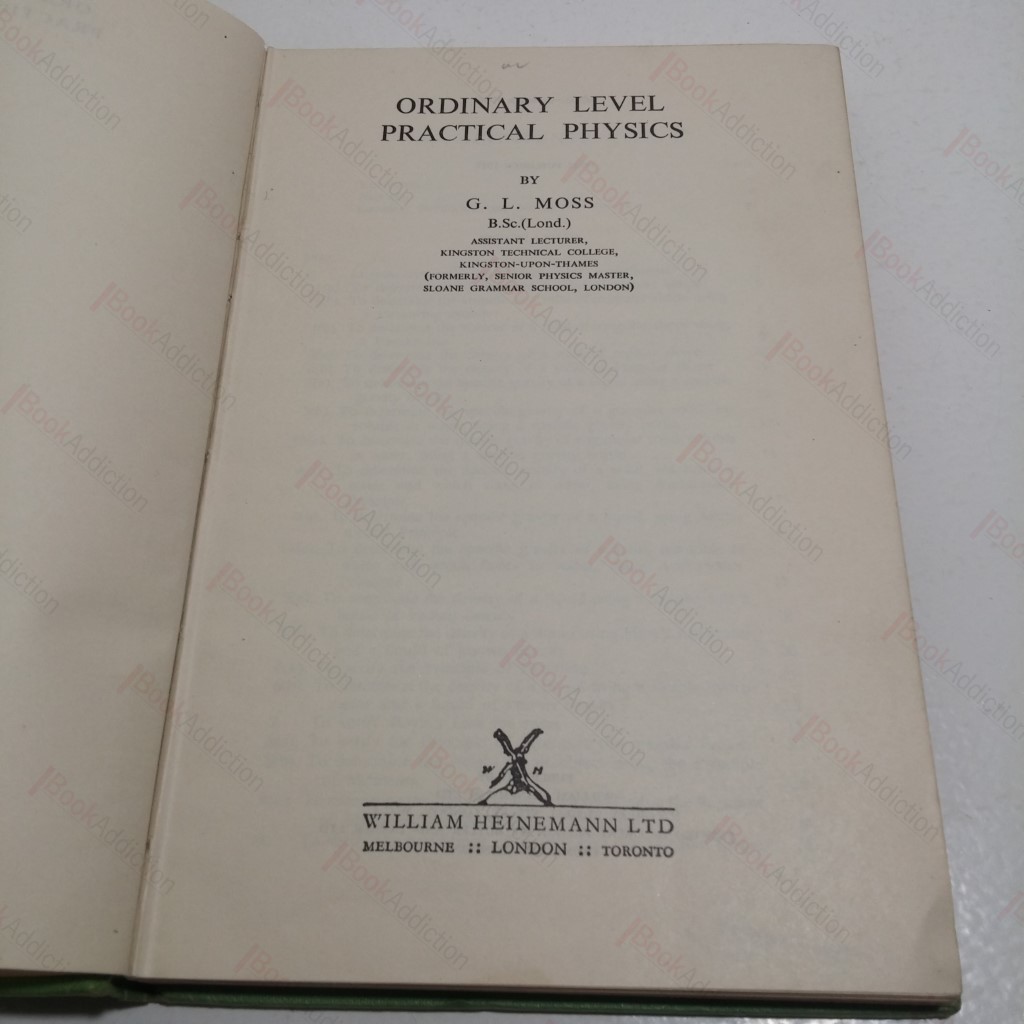 ORDINARY LEVEL
PRACTICAL PHYSICS
BY
G. L. MOSS
B.Sc.(Lond.)
ASSISTANT LECTURER,
KINGSTON TECHNICAL COLLEGE,
KINGSTON-UPON-THAMES
(FORMERLY, SENIOR PHYSICS MASTER,
SLOANE GRAMMAR SCHOOL, LONDON)
W H
WILLIAM HEINEMANN LTD
MELBOURNE :: LONDON :: TORONTO
BookAddiction